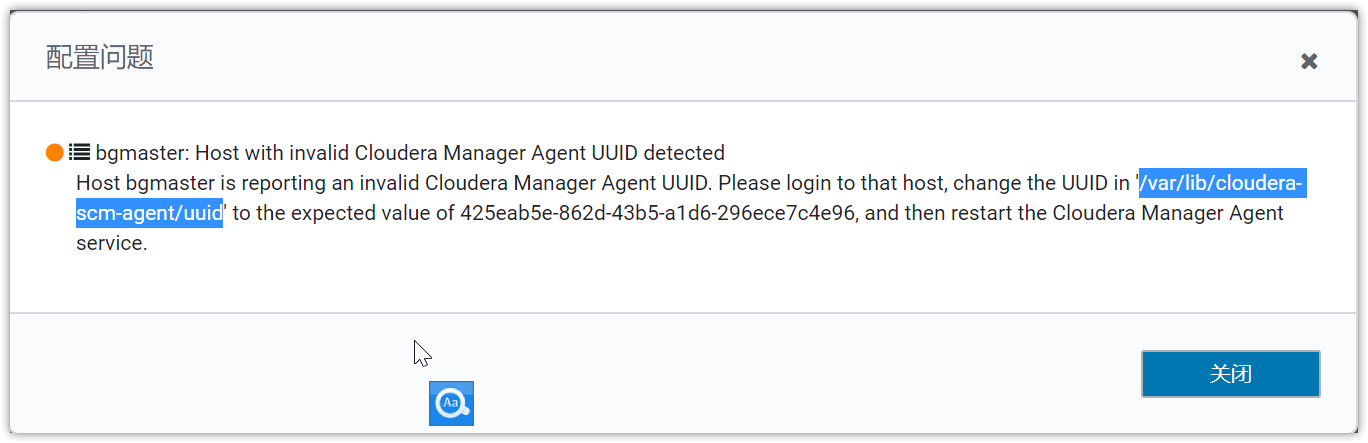 配置问题
bgmaster: Host with invalid Cloudera Manager Agent UUID detected
Host bgmaster is reporting an invalid Cloudera Manager Agent UUID. Please login to that host, change the UUID in '/var/lib/cloudera-
scm-agent/uuid' to the expected value of 425eab5e-862d-43b5-a1d6-296ece7c4e96, and then restart the Cloudera Manager Agent
service.
Aa
关闭